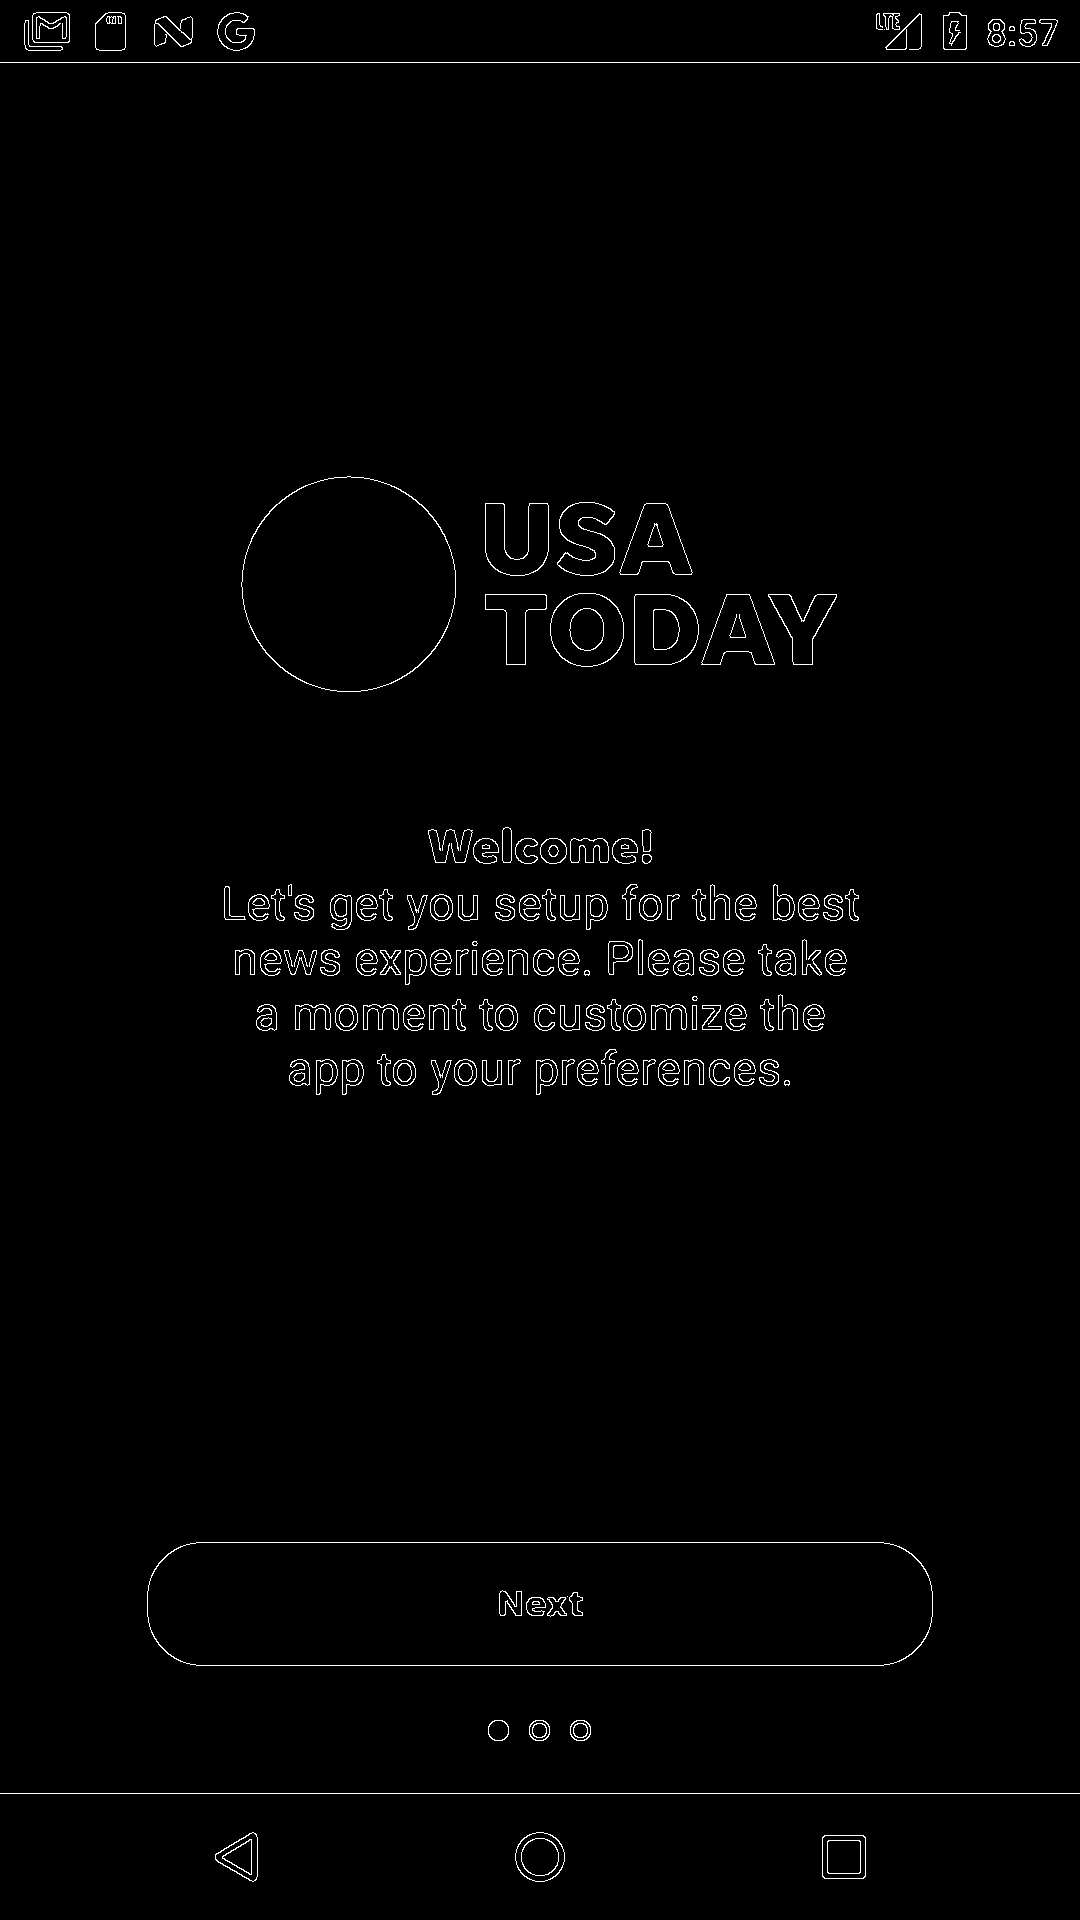 LTE 8:57
USA
TODAY
Welcome!
Let's get you setup for the best
news experience. Please take
a moment to customize the
app to your preferences.
Next